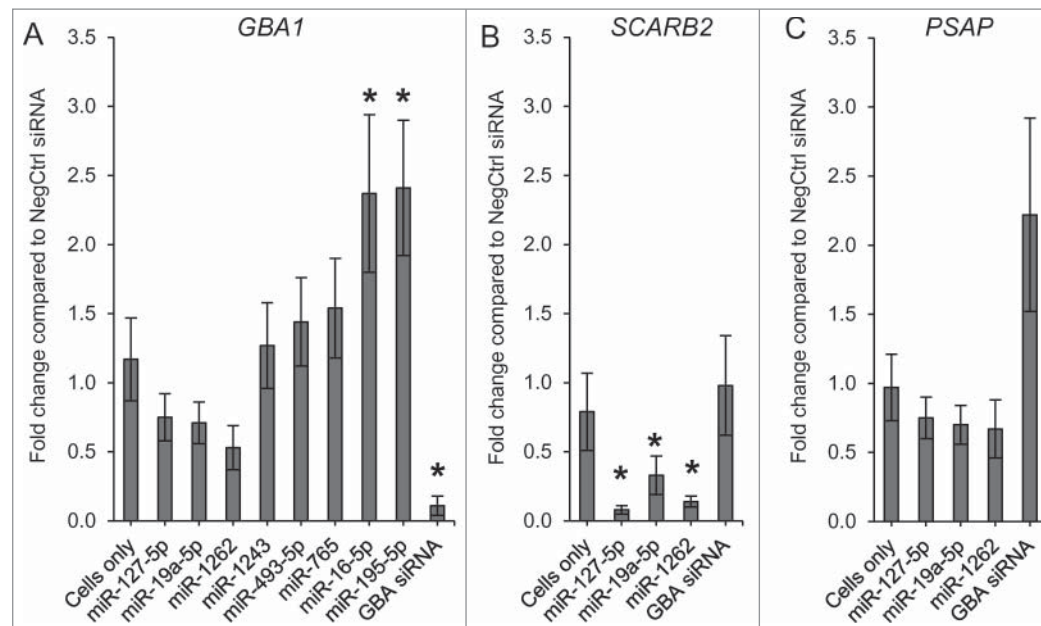 A
GBA1
Fold change compared to NegCtrl siRNA
3.5
3.0
2.5
2.0
1.5
1.0
0.5
0.0
*
*
*
Cells only
miR-127-5p
miR-19a-5p
miR-1262
miR-1243
miR-493-5p
miR-765
miR-16-5p
miR-195-5p
GBA siRNA
B
SCARB2
Fold change compared to NegCtrl siRNA
3.5
3.0
2.5
2.0
1.5
1.0
0.5
0.0
*
*
*
Cells only
miR-127-5p
miR-19a-5p
miR-1262
GBA siRNA
C
PSAP
Fold change compared to NegCtrl siRNA
3.5
3.0
2.5
2.0
1.5
1.0
0.5
0.0
Cells only
miR-127-5p
miR-19a-5p
miR-1262
GBA siRNA